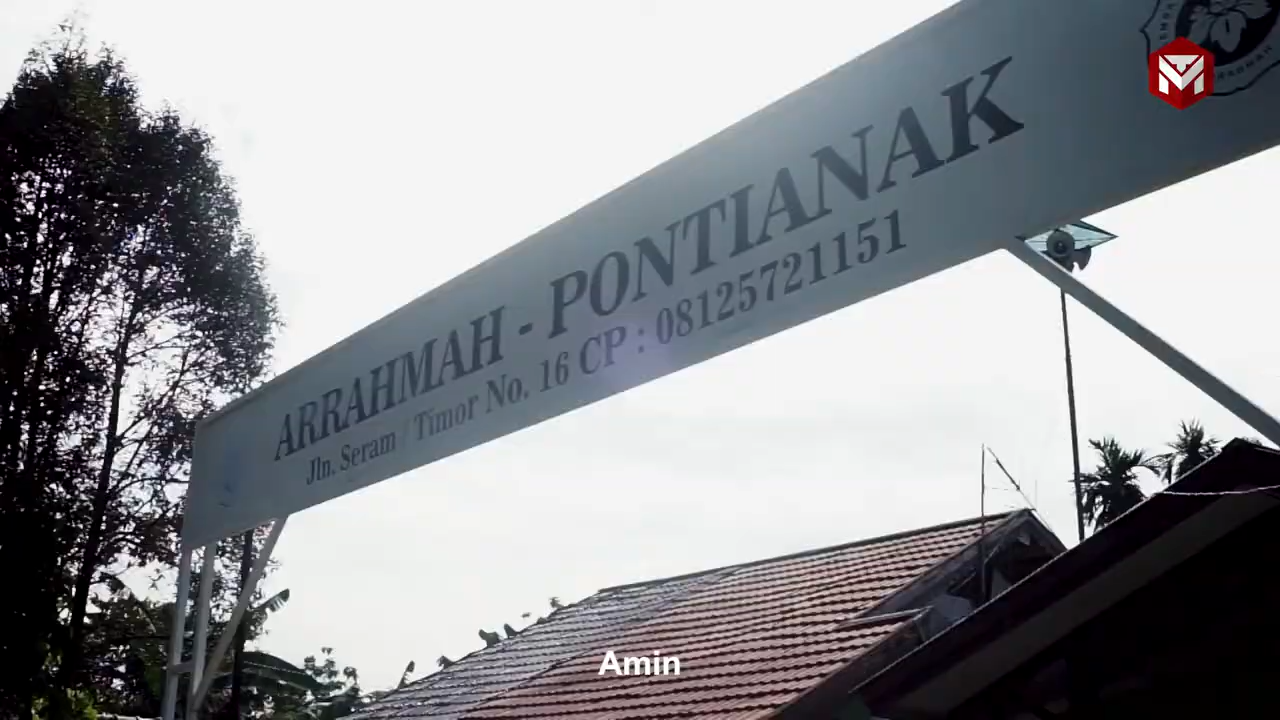 ARRAHMAH - PONTIANAK
Jln. Seram / Timor No. 16 CP : 08125721151
Amin